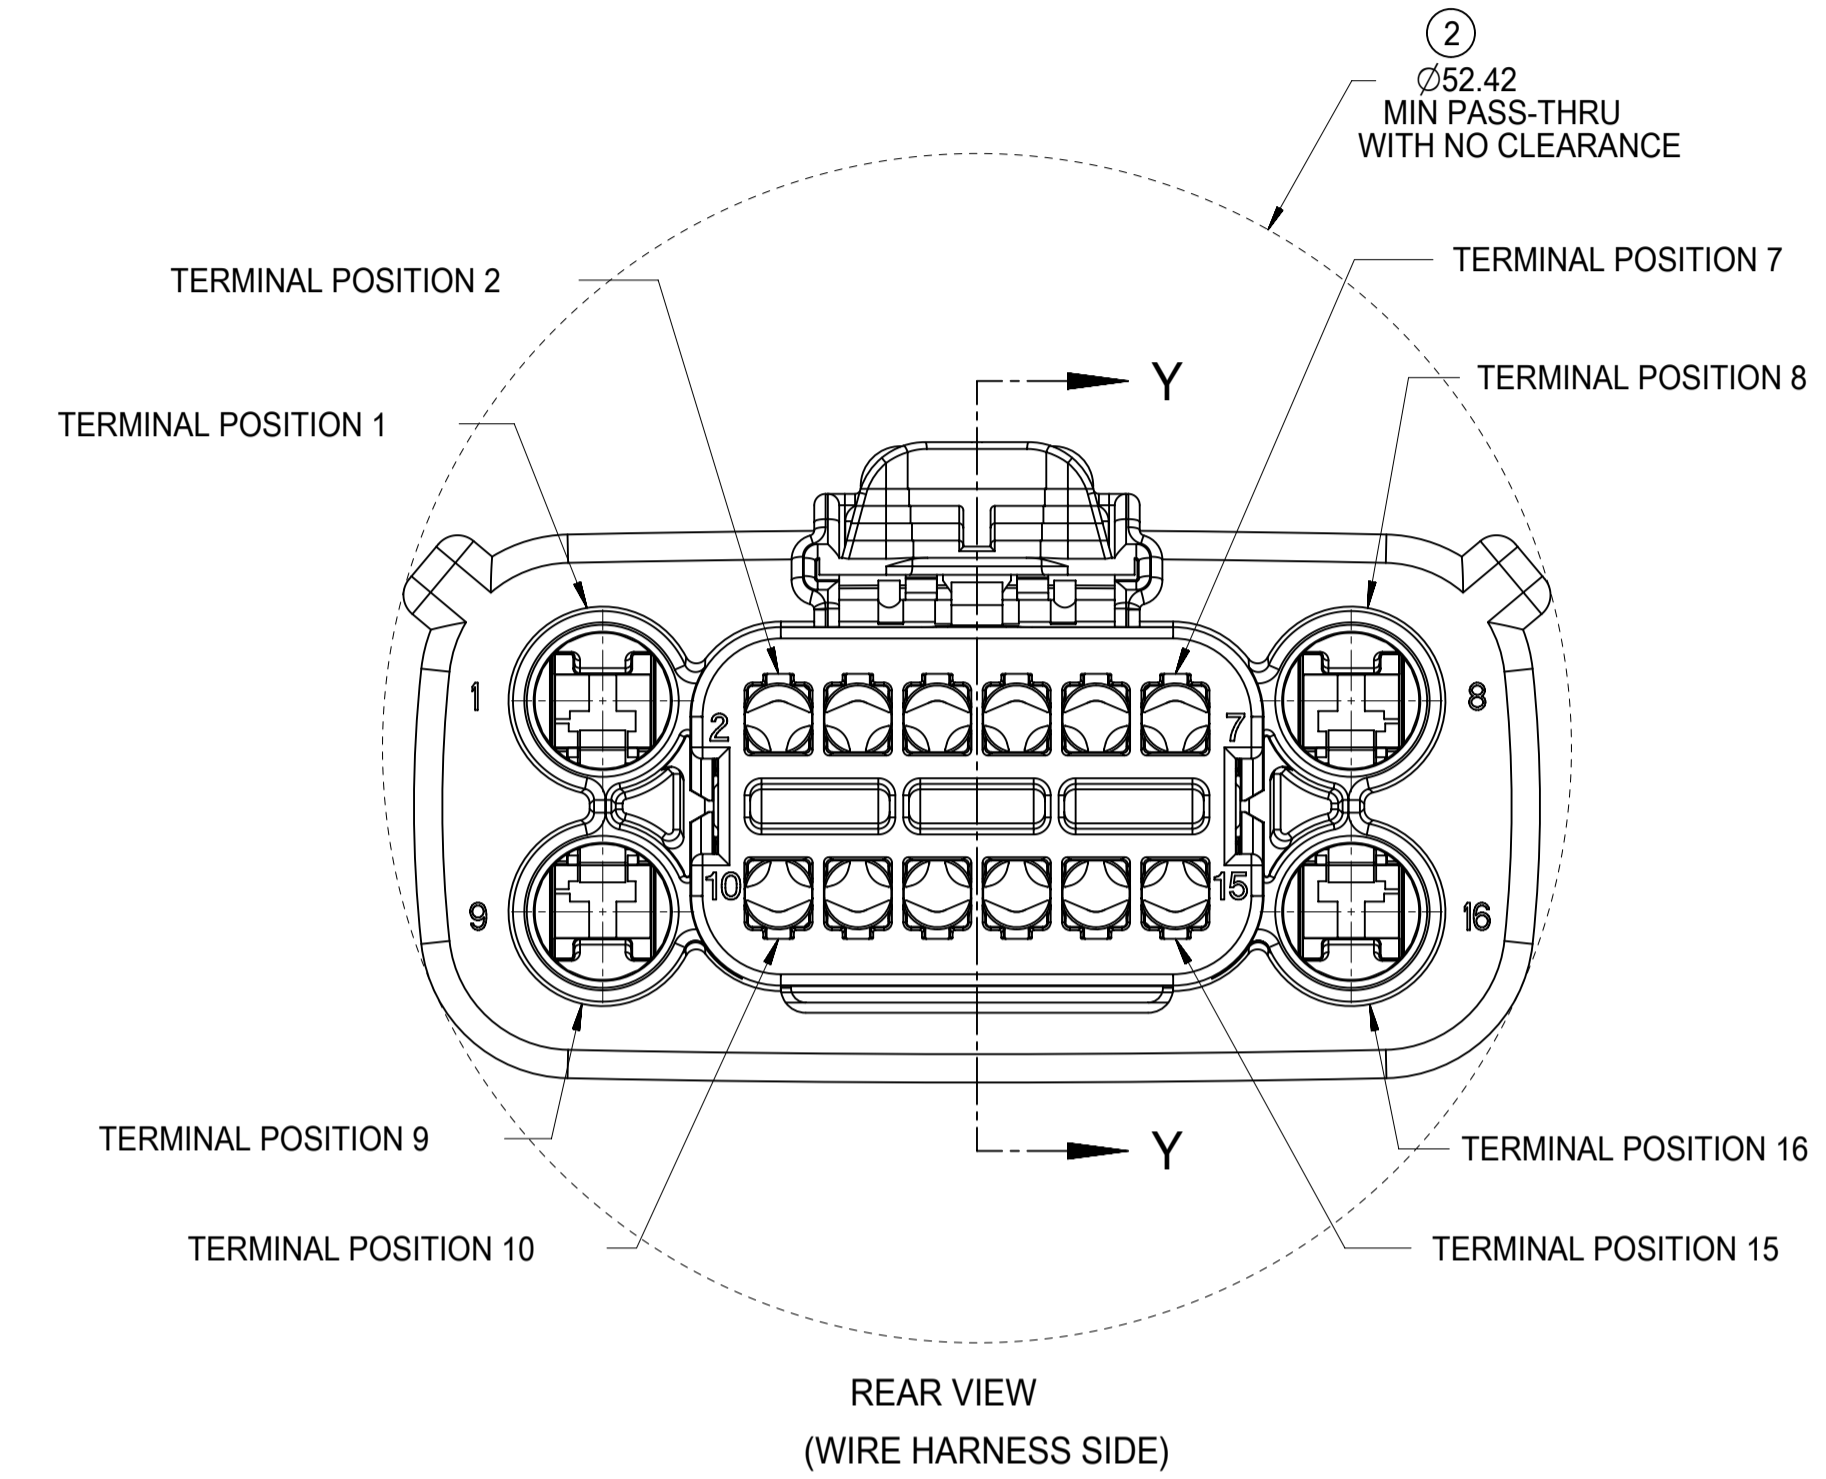 2
∅52.42
MIN PASS-THRU
WITH NO CLEARANCE
TERMINAL POSITION 2
TERMINAL POSITION 7
TERMINAL POSITION 8
TERMINAL POSITION 1
Y
1
2
7
8
9
10
15
16
TERMINAL POSITION 9
Y
TERMINAL POSITION 16
TERMINAL POSITION 10
TERMINAL POSITION 15
REAR VIEW
(WIRE HARNESS SIDE)